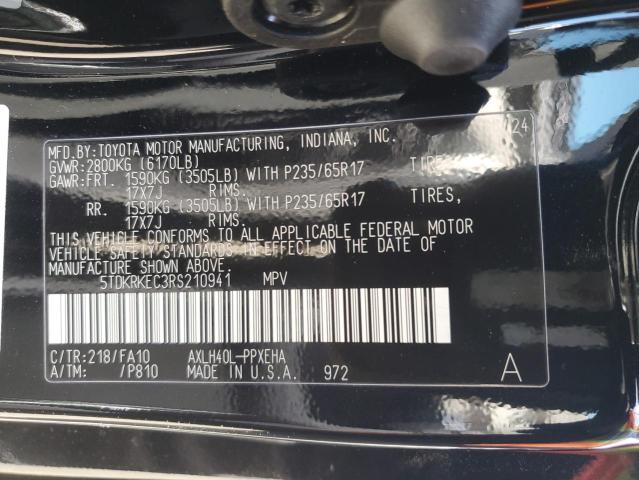 MFD.BY:TOYOTA MOTOR MANUFACTURING, INDIANA, INC. /24
GVWR:2800KG (6170LB)
GAWR:FRT. 1590KG (3505LB) WITH P235/65R17 TIRES,
17X7J RIMS.
RR. 1590KG (3505LB) WITH P235/65R17 TIRES,
17X7J RIMS.
THIS VEHICLE CONFORMS TO ALL APPLICABLE FEDERAL MOTOR
VEHICLE SAFETY STANDARDS IN EFFECT ON THE DATE OF
MANUFACTURE SHOWN ABOVE.
5TDKRKEC3RS210941 MPV
C/TR:218/FA10 AXLH40L-PPXEHA
A/TM: /P810 MADE IN U.S.A. 972 A